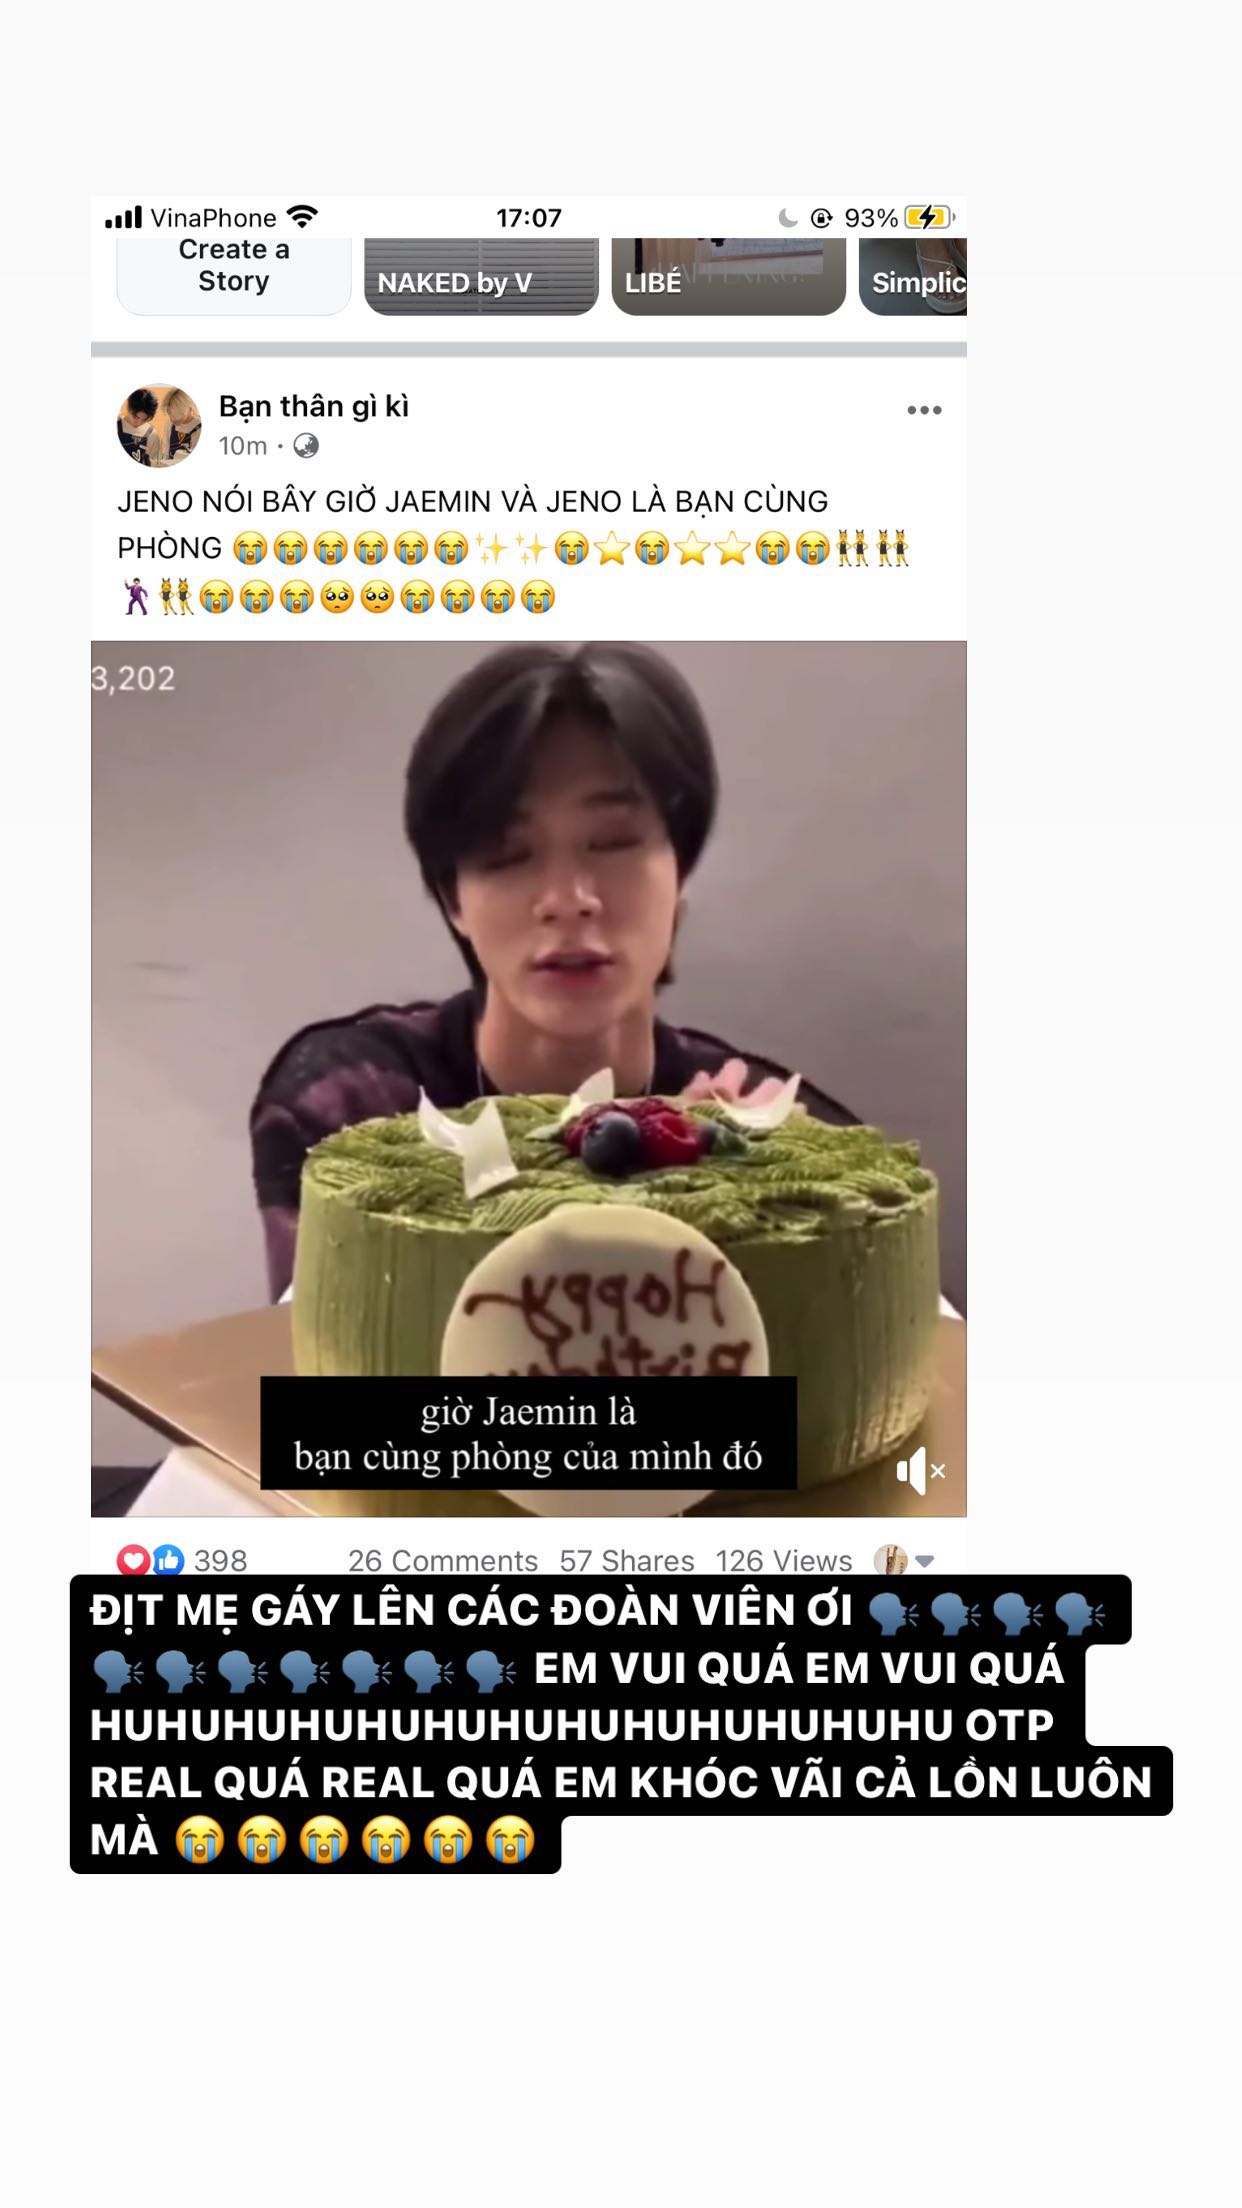 VinaPhone 17:07 93%
Create a
Story
NAKED by V
LIBÉ
Simplic
Bạn thân gì kì
10m ·
JENO NÓI BÂY GIỜ JAEMIN VÀ JENO LÀ BẠN CÙNG
PHÒNG 😭😭😭😭😭😭✨✨😭⭐😭⭐⭐😭😭👯👯
🕺👯😭😭😭🥺🥺😭😭😭😭
3,202
Happy
giờ Jaemin là
bạn cùng phòng của mình đó
398 26 Comments 57 Shares 126 Views
ĐỊT MẸ GÁY LÊN CÁC ĐOÀN VIÊN ƠI 🗣🗣🗣🗣
🗣🗣🗣🗣🗣🗣🗣 EM VUI QUÁ EM VUI QUÁ
HUHUHUHUHUHUHUHUHUHUHUHUHU OTP
REAL QUÁ REAL QUÁ EM KHÓC VÃI CẢ LỒN LUÔN
MÀ 😭😭😭😭😭😭